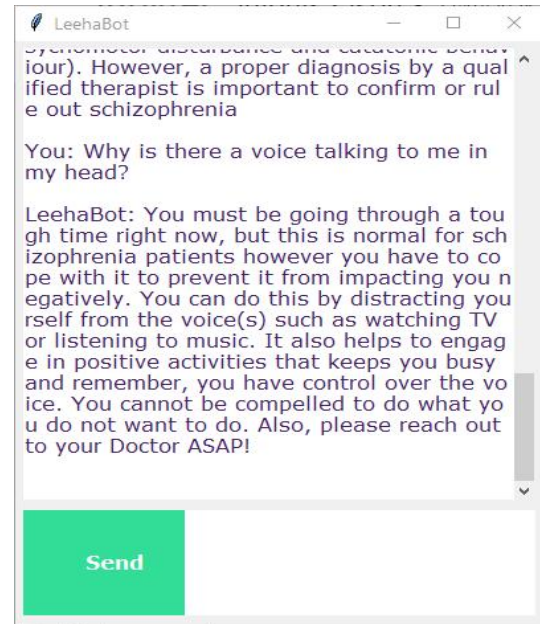 LeehaBot
sychomotor disturbance and catatonic behav
iour). However, a proper diagnosis by a qual
ified therapist is important to confirm or rul
e out schizophrenia
You: Why is there a voice talking to me in
my head?
LeehaBot: You must be going through a tou
gh time right now, but this is normal for sch
izophrenia patients however you have to co
pe with it to prevent it from impacting you n
egatively. You can do this by distracting you
rself from the voice(s) such as watching TV
or listening to music. It also helps to engag
e in positive activities that keeps you busy
and remember, you have control over the vo
ice. You cannot be compelled to do what yo
u do not want to do. Also, please reach out
to your Doctor ASAP!
Send